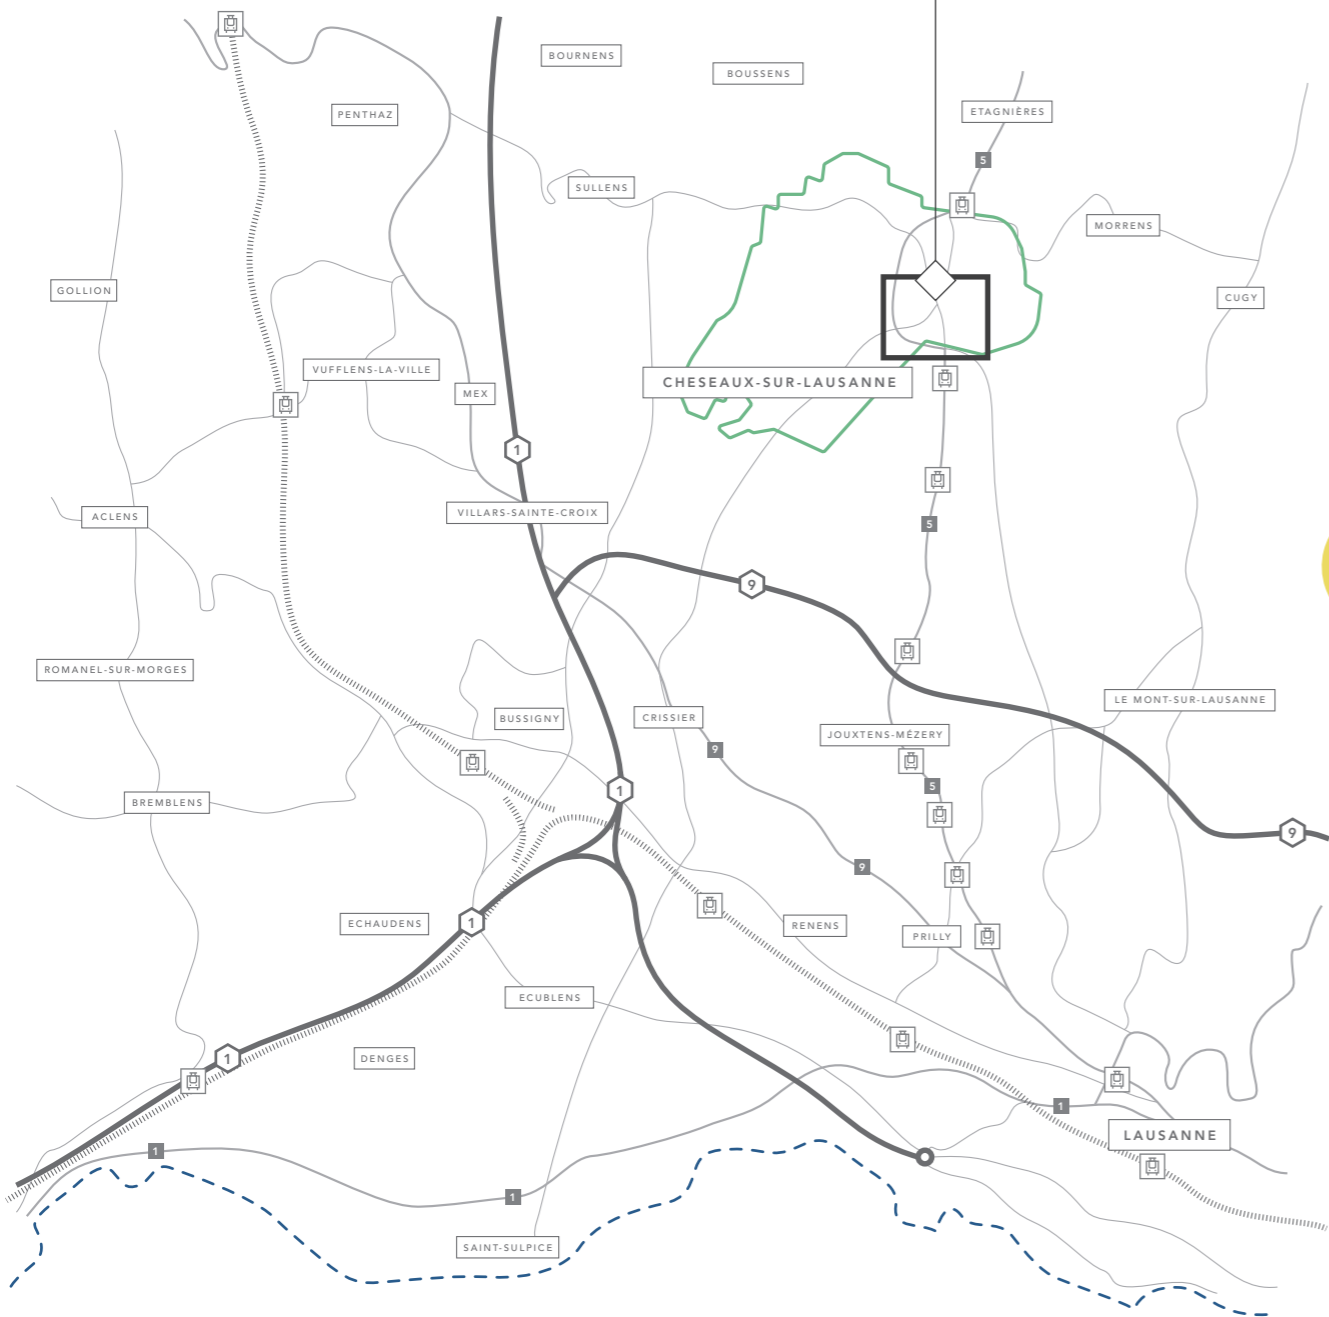 BOURNENS
BOUSSENS
PENTHAZ
ETAGNIÈRES
5
SULLENS
MORRENS
GOLLION
CUGY
VUFFLENS-LA-VILLE
MEX
CHESEAUX-SUR-LAUSANNE
1
VILLARS-SAINTE-CROIX
ACLENS
5
9
ROMANEL-SUR-MORGES
LE MONT-SUR-LAUSANNE
BUSSIGNY
CRISSIER
JOUXTENS-MÉZERY
9
5
1
BREMBLENS
9
9
ECHAUDENS
1
RENENS
PRILLY
ECUBLENS
DENGES
1
1
LAUSANNE
1
1
SAINT-SULPICE